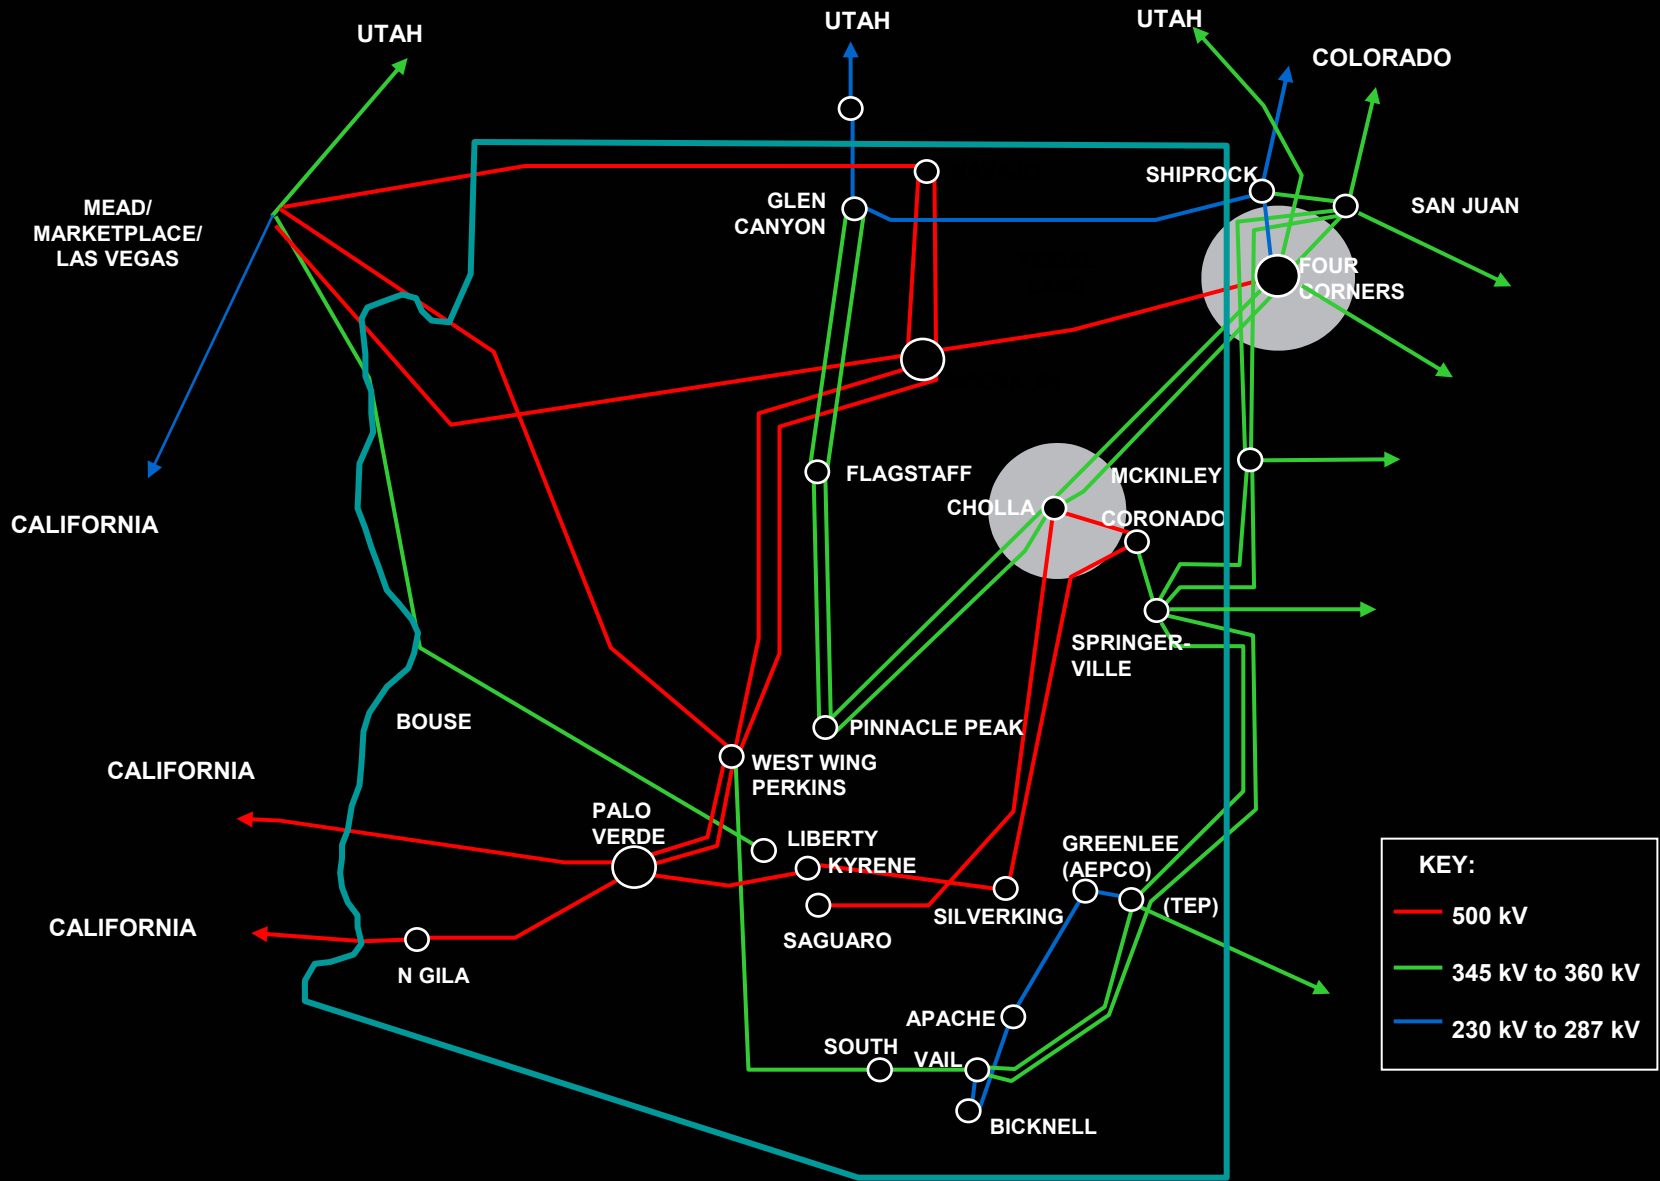 UTAH
UTAH
UTAH
COLORADO
SHIPROCK
GLEN
CANYON
SAN JUAN
MEAD/
MARKETPLACE/
LAS VEGAS
FOUR
CORNERS
FLAGSTAFF
MCKINLEY
CHOLLA
CORONADO
CALIFORNIA
SPRINGER-
VILLE
BOUSE
PINNACLE PEAK
WEST WING
PERKINS
CALIFORNIA
PALO
VERDE
LIBERTY
KYRENE
GREENLEE
(AEPCO)
(TEP)
SILVERKING
SAGUARO
CALIFORNIA
N GILA
APACHE
SOUTH
VAIL
BICKNELL
KEY:
500 kV
345 kV to 360 kV
230 kV to 287 kV